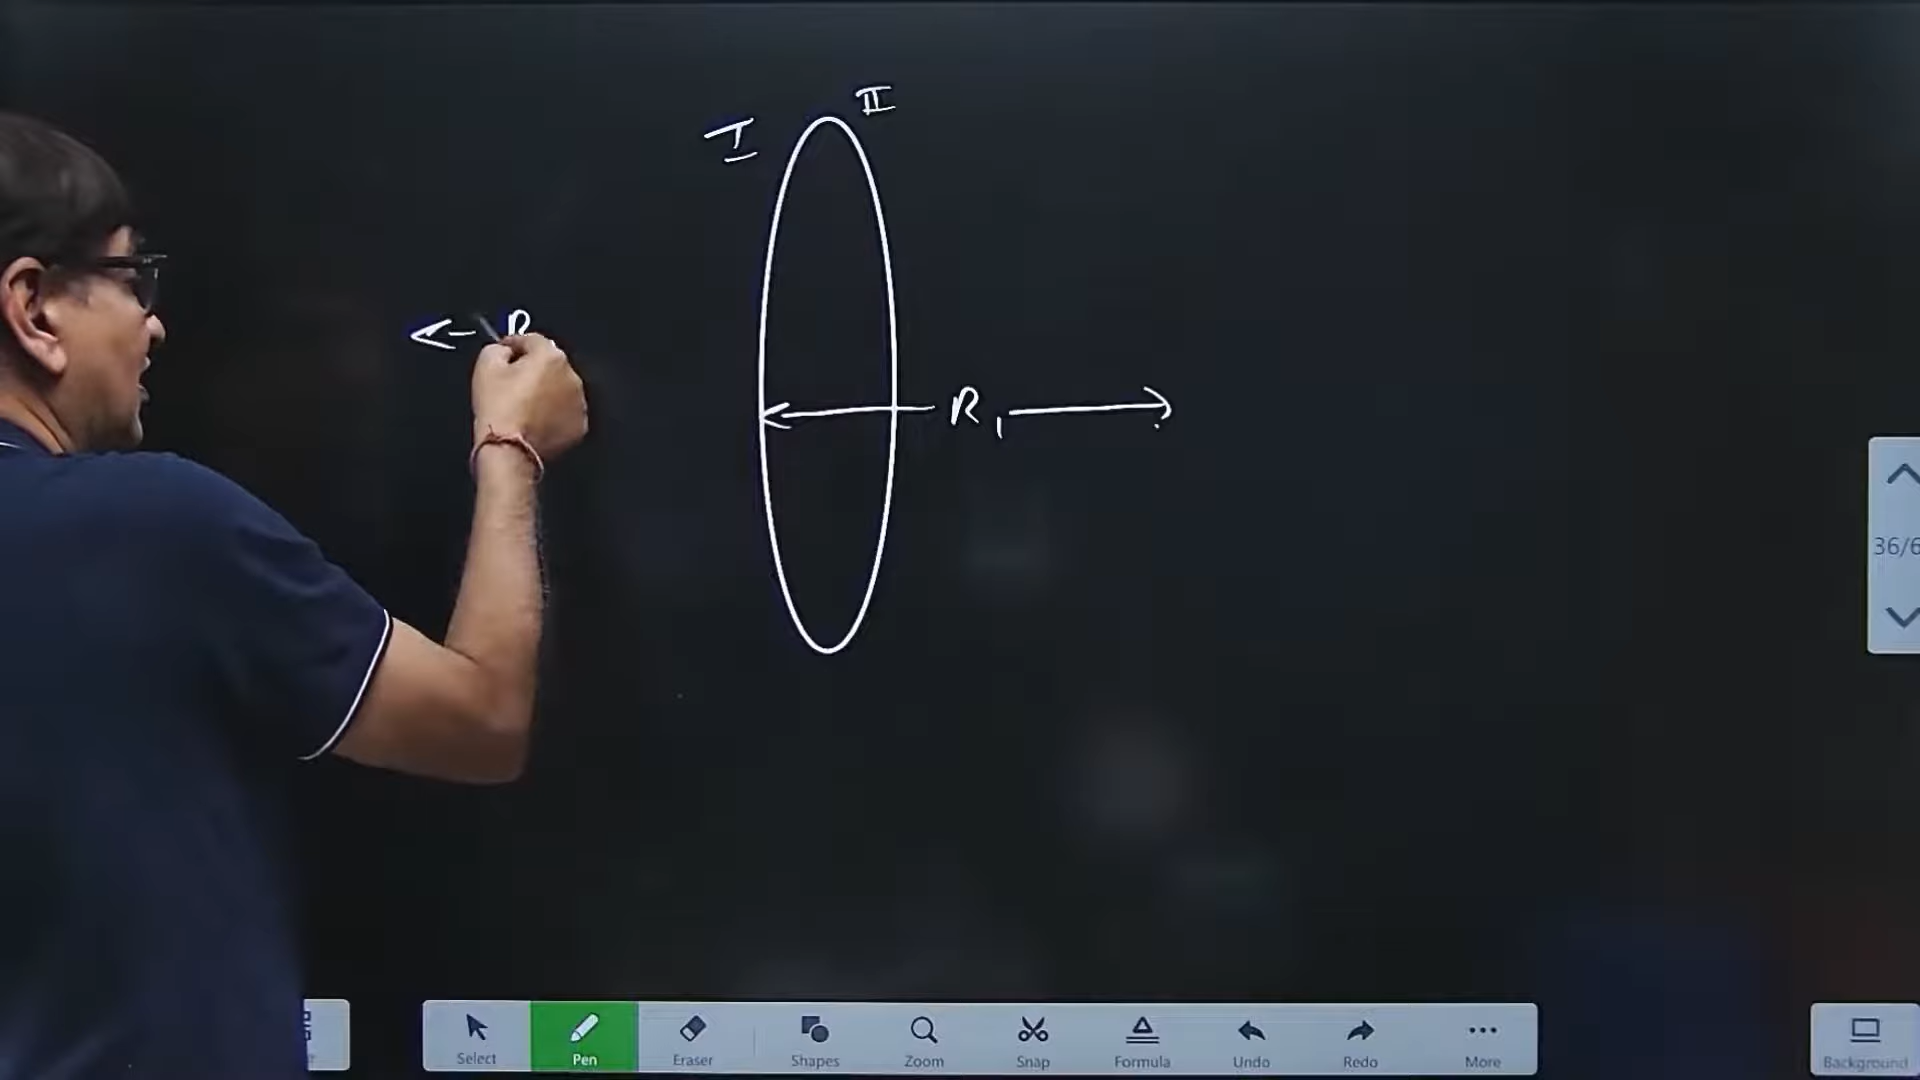 II
I
R
R1
36/6
Select
Pen
Eraser
Shapes
Zoom
Snap
Formula
Undo
Redo
More
Background